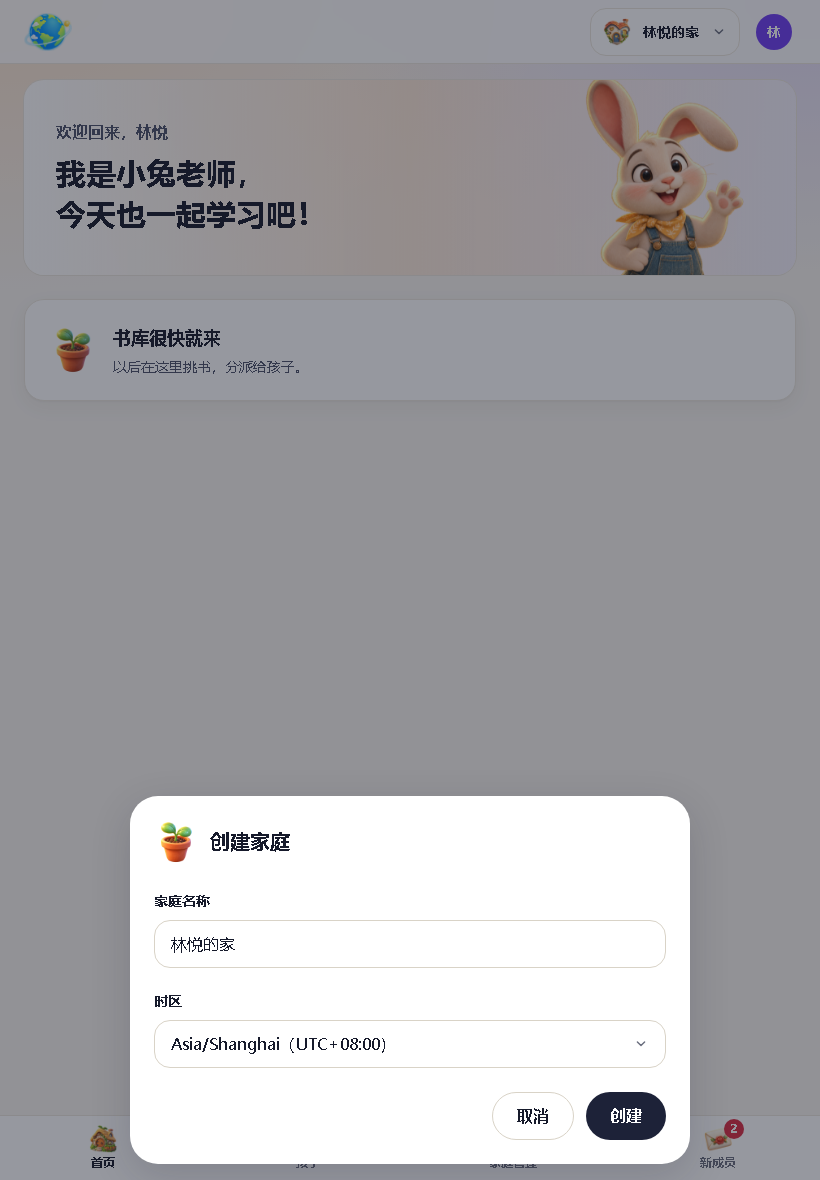 林悦的家
林
欢迎回来，林悦
我是小兔老师，
今天也一起学习吧！
书库很快就来
以后在这里挑书，分派给孩子。
创建家庭
家庭名称
林悦的家
时区
Asia/Shanghai（UTC+08:00）
取消
创建
首页
2
新成员